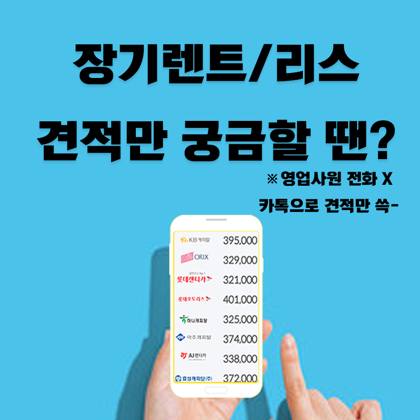 장기렌트/리스
견적만 궁금할 땐?
※ 영업사원 전화 X
카톡으로 견적만 쏙-
KB 캐피탈 395,000
ORIX 329,000
롯데렌터카 321,000
롯데오토리스 401,000
하나캐피탈 325,000
아주캐피탈 374,000
AJ렌터카 338,000
효성캐피탈(주) 372,000